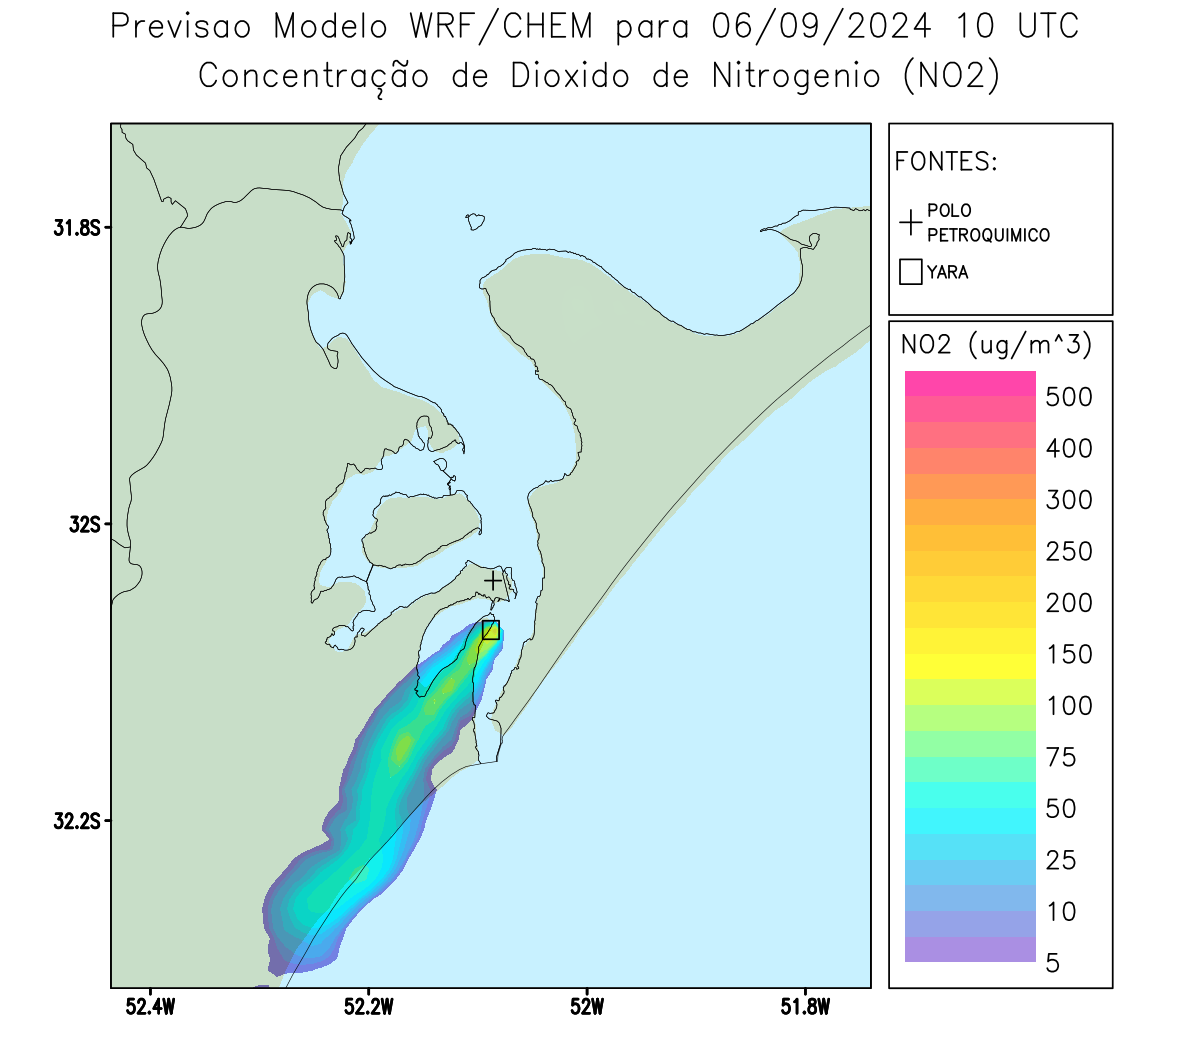 Previsao Modelo WRF/CHEM para 06/09/2024 10 UTC
Concentração de Dioxido de Nitrogenio (NO2)
FONTES:
POLO
PETROQUIMICO
YARA
NO2 (ug/m^3)
500
400
300
250
200
150
100
75
50
25
10
5
31.8S
32S
32.2S
52.4W
52.2W
52W
51.8W